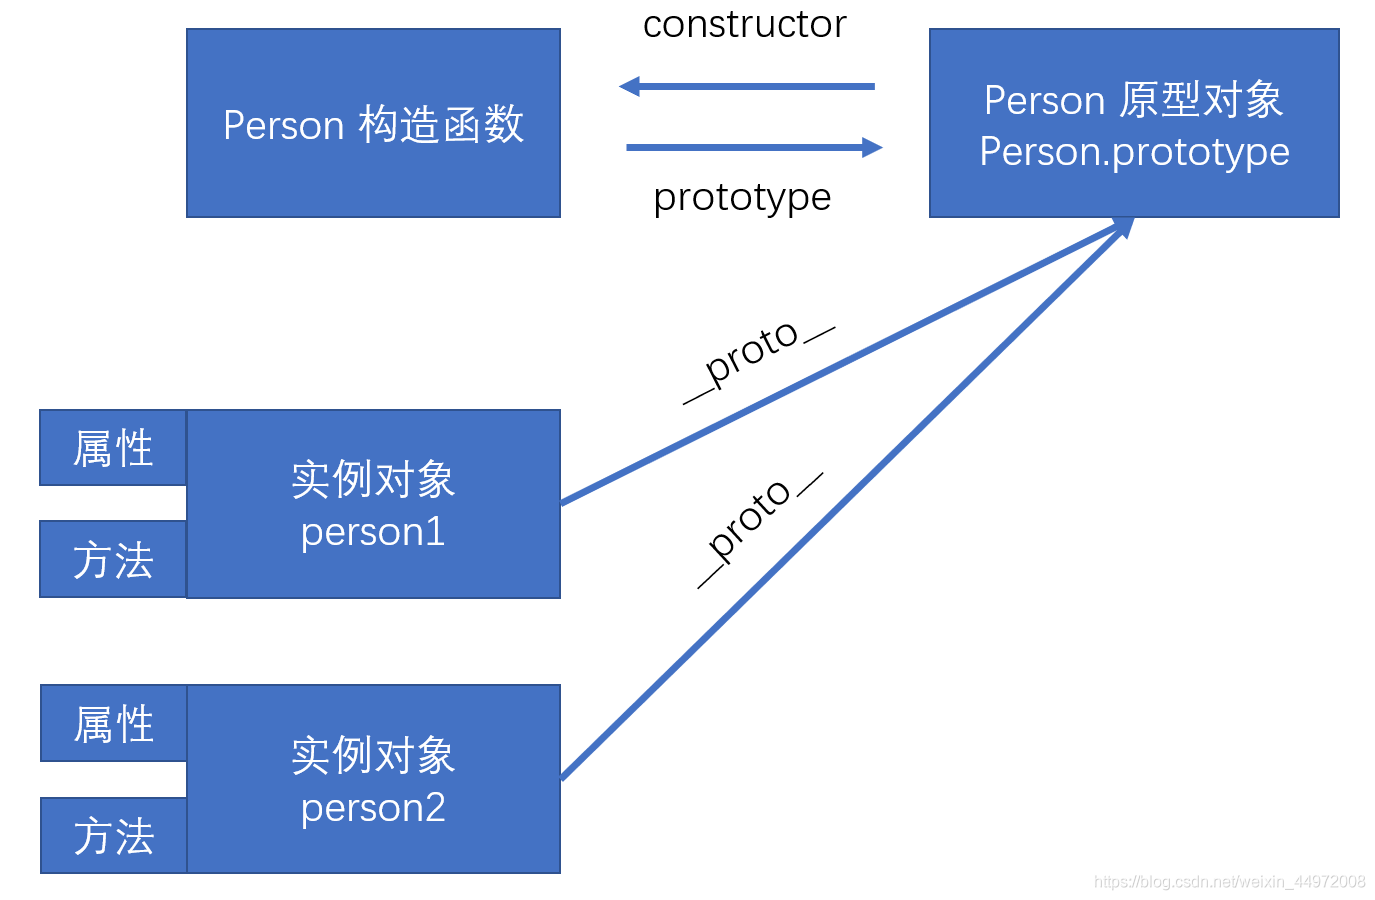 constructor
Person 构造函数
Person 原型对象
Person.prototype
prototype
__proto__
属性
实例对象
person1
方法
__proto__
属性
实例对象
person2
方法
https://blog.csdn.net/weixin_44972008